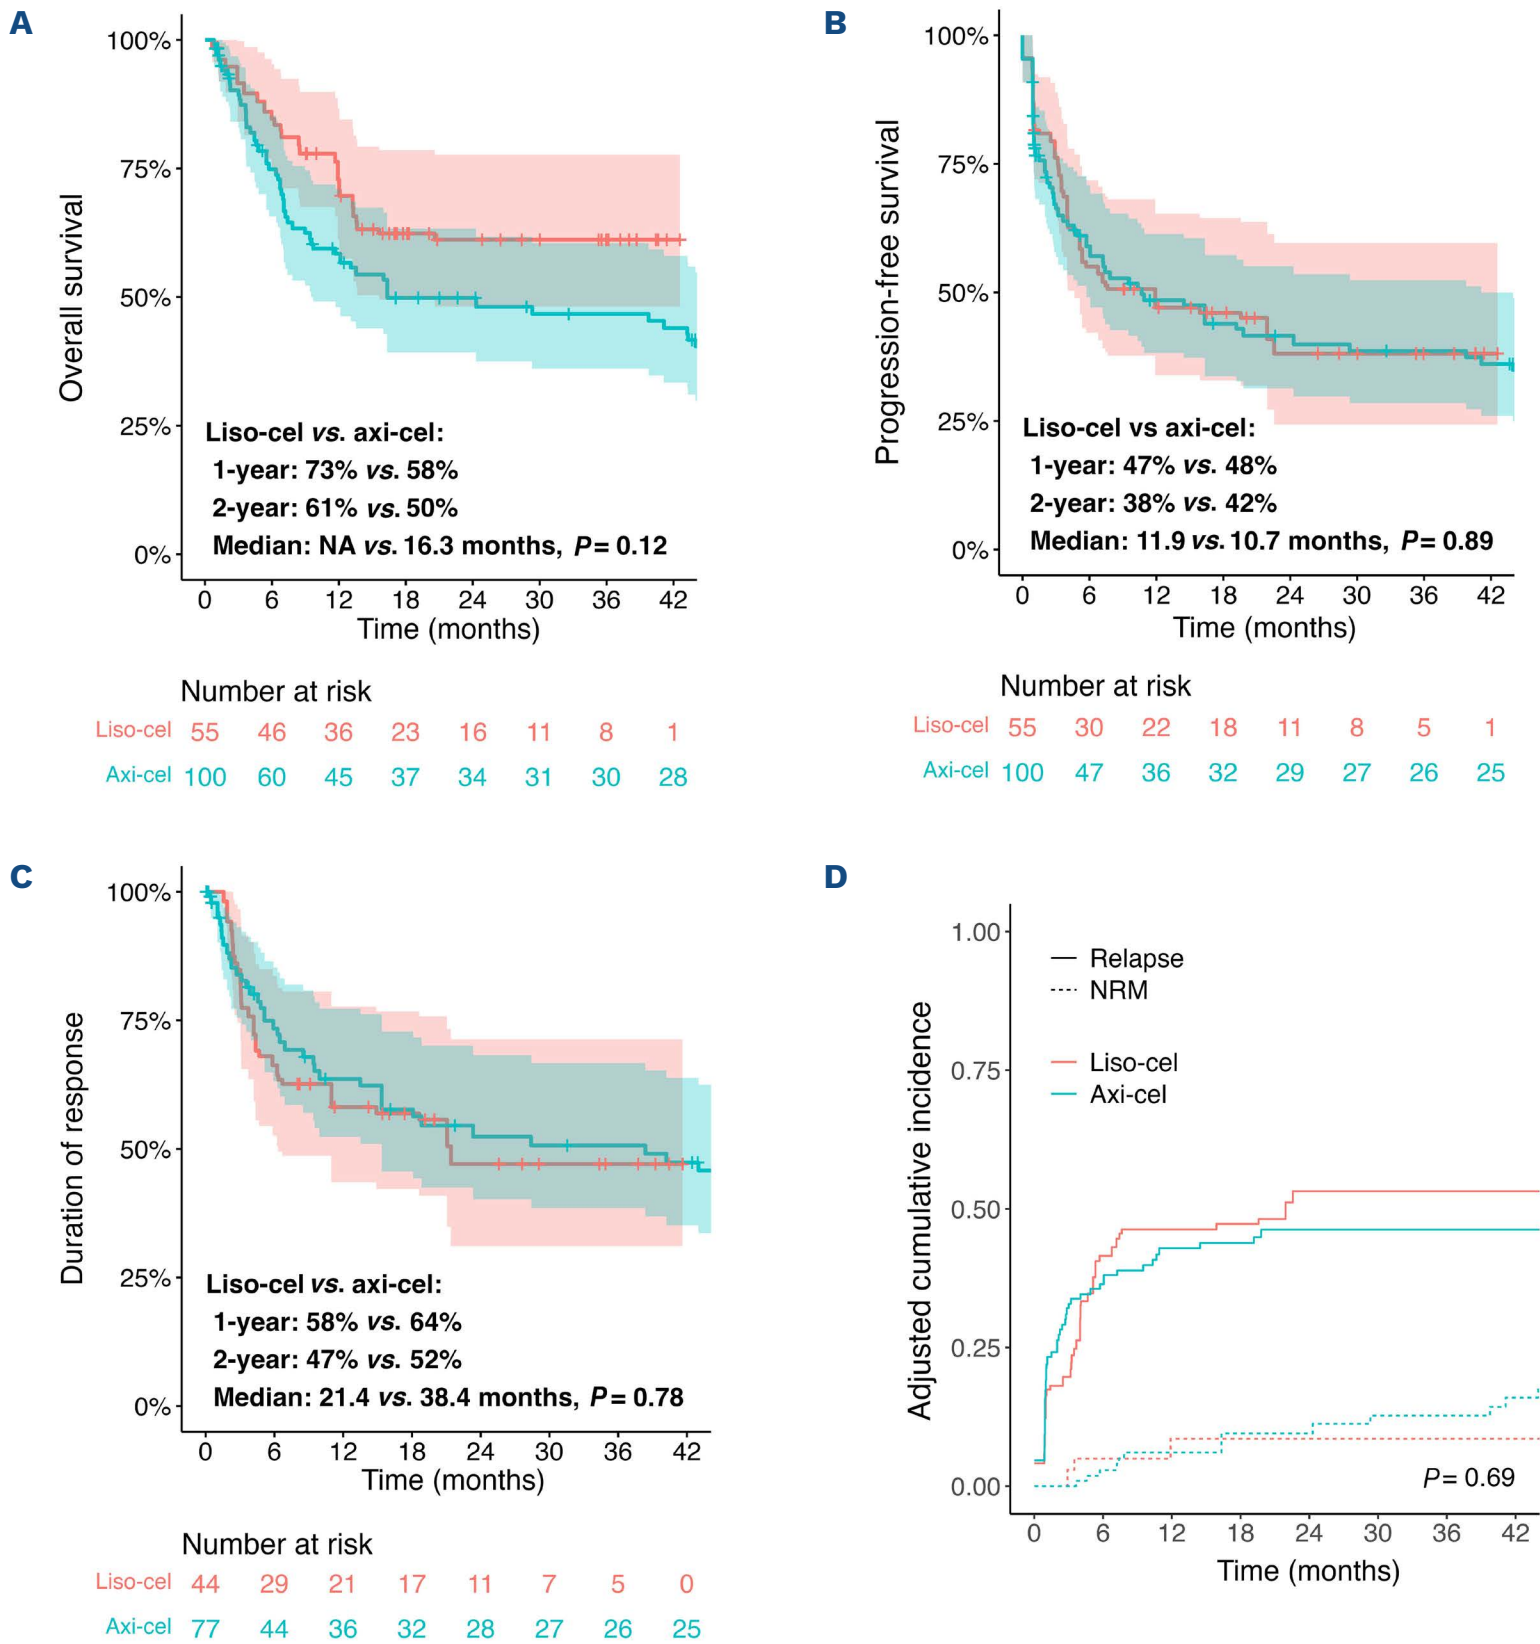 A
100%
75%
50%
25%
0%
Overall survival
Liso-cel vs. axi-cel:
1-year: 73% vs. 58%
2-year: 61% vs. 50%
Median: NA vs. 16.3 months, P = 0.12
0 6 12 18 24 30 36 42
Time (months)
Number at risk
Liso-cel 55 46 36 23 16 11 8 1
Axi-cel 100 60 45 37 34 31 30 28
B
100%
75%
50%
25%
0%
Progression-free survival
Liso-cel vs axi-cel:
1-year: 47% vs. 48%
2-year: 38% vs. 42%
Median: 11.9 vs. 10.7 months, P = 0.89
0 6 12 18 24 30 36 42
Time (months)
Number at risk
Liso-cel 55 30 22 18 11 8 5 1
Axi-cel 100 47 36 32 29 27 26 25
C
100%
75%
50%
25%
0%
Duration of response
Liso-cel vs. axi-cel:
1-year: 58% vs. 64%
2-year: 47% vs. 52%
Median: 21.4 vs. 38.4 months, P = 0.78
0 6 12 18 24 30 36 42
Time (months)
Number at risk
Liso-cel 44 29 21 17 11 7 5 0
Axi-cel 77 44 36 32 28 27 26 25
D
1.00
0.75
0.50
0.25
0.00
Adjusted cumulative incidence
Relapse
NRM
Liso-cel
Axi-cel
P = 0.69
0 6 12 18 24 30 36 42
Time (months)